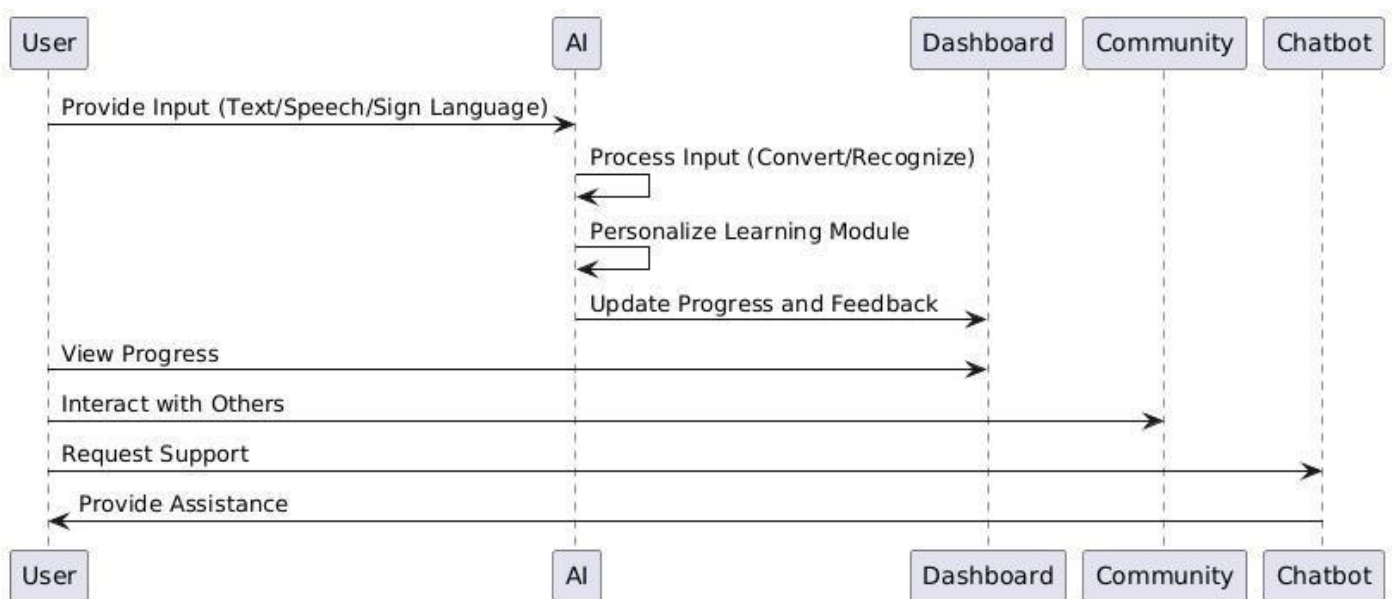 User AI Dashboard Community Chatbot
Provide Input (Text/Speech/Sign Language)
Process Input (Convert/Recognize)
Personalize Learning Module
Update Progress and Feedback
View Progress
Interact with Others
Request Support
Provide Assistance
User AI Dashboard Community Chatbot